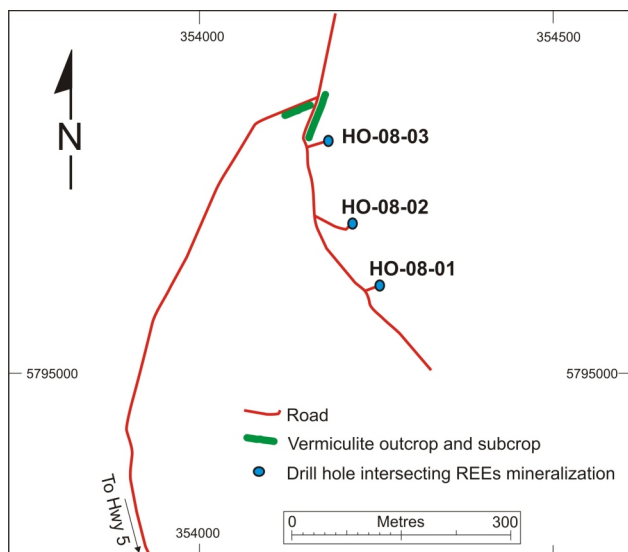 354000 354500
N
HO-08-03
HO-08-02
HO-08-01
5795000 5795000
Road
Vermiculite outcrop and subcrop
Drill hole intersecting REEs mineralization
To Hwy 5
354000
Metres
0 300